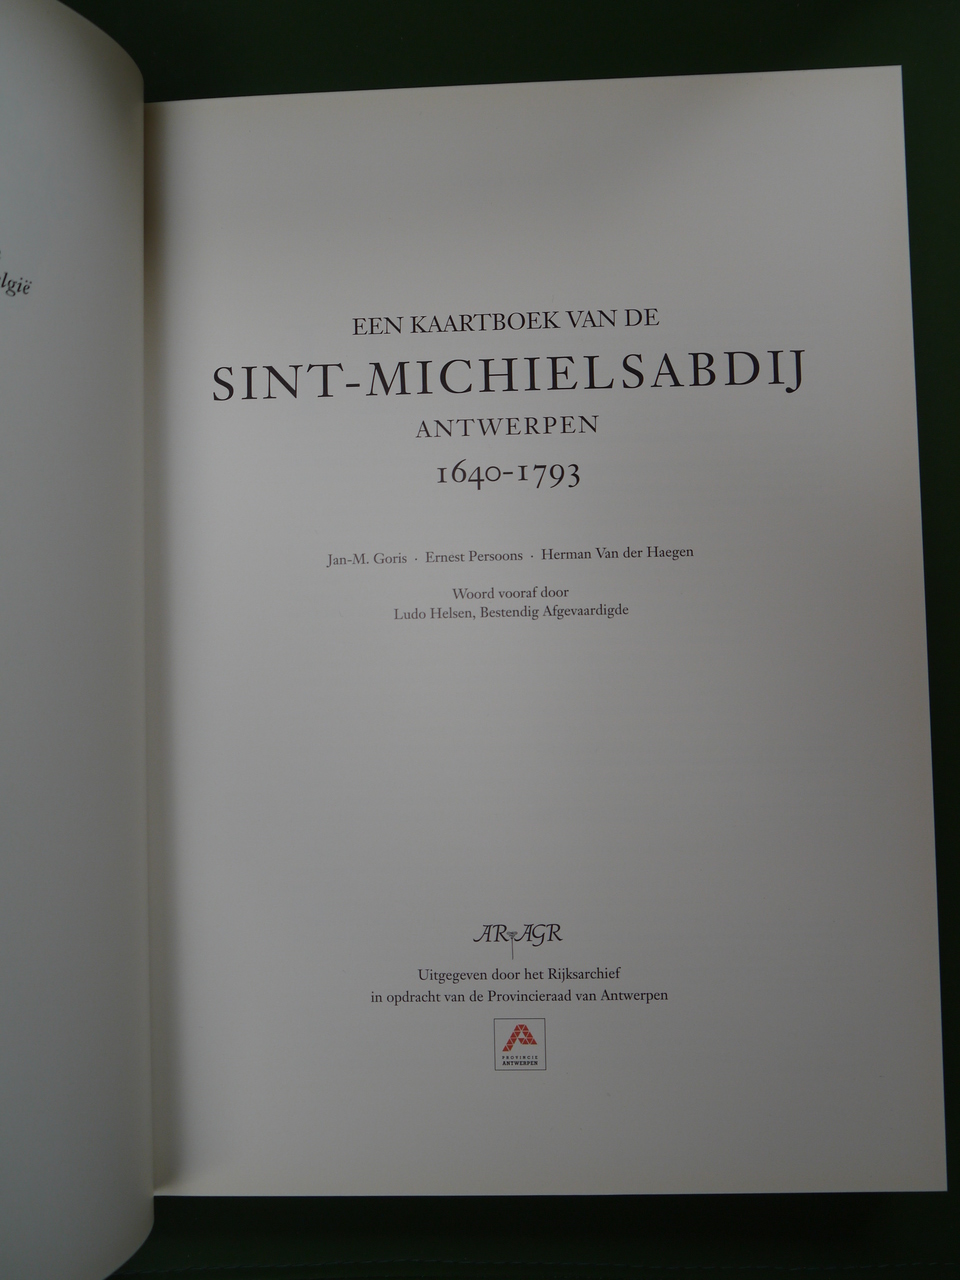 EEN KAARTBOEK VAN DE
SINT-MICHIELSABDIJ
ANTWERPEN
1640-1793
Jan-M. Goris · Ernest Persoons · Herman Van der Haegen
Woord vooraf door
Ludo Helsen, Bestendig Afgevaardigde
AR AGR
Uitgegeven door het Rijksarchief
in opdracht van de Provincieraad van Antwerpen
PROVINCIE
ANTWERPEN